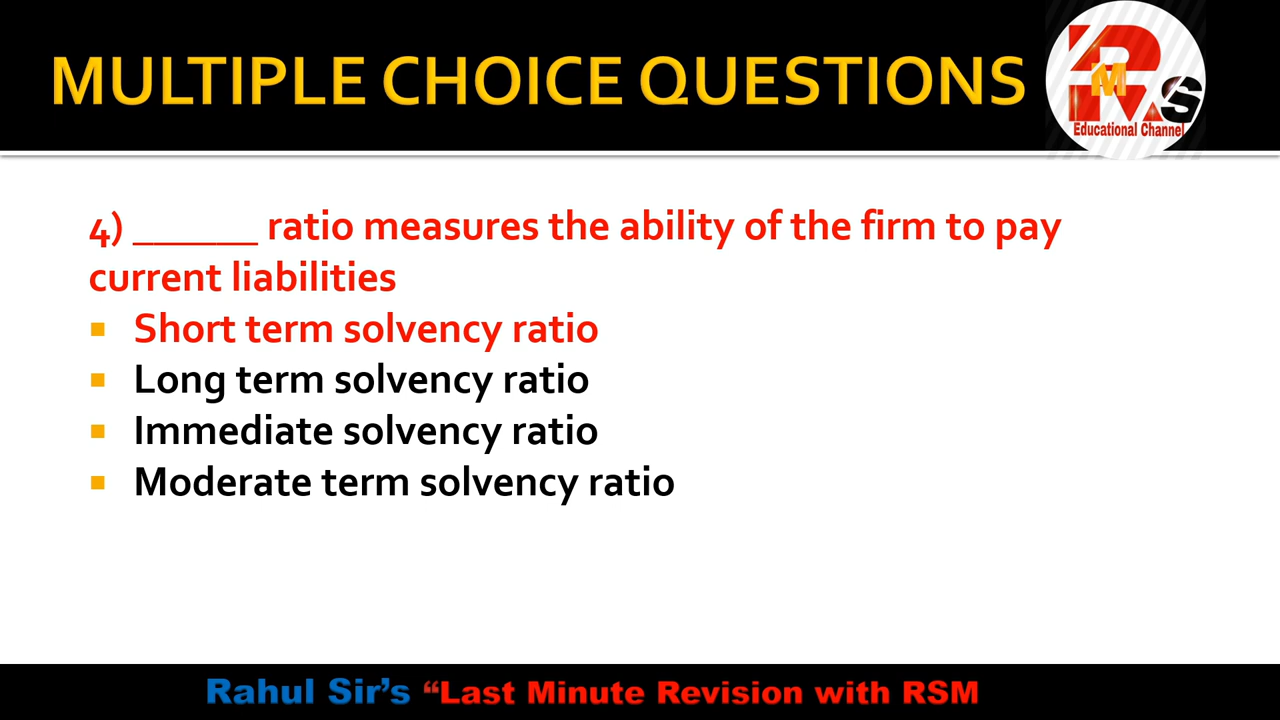 MULTIPLE CHOICE QUESTIONS
RMS
Educational Channel
4) ______ ratio measures the ability of the firm to pay
current liabilities
Short term solvency ratio
Long term solvency ratio
Immediate solvency ratio
Moderate term solvency ratio
Rahul Sir's "Last Minute Revision with RSM